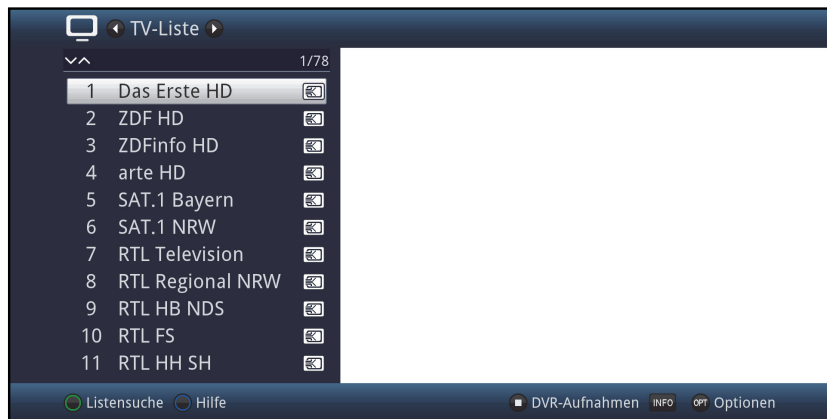 TV-Liste
1/78
1 Das Erste HD
2 ZDF HD
3 ZDFinfo HD
4 arte HD
5 SAT.1 Bayern
6 SAT.1 NRW
7 RTL Television
8 RTL Regional NRW
9 RTL HB NDS
10 RTL FS
11 RTL HH SH
Listensuche Hilfe DVR-Aufnahmen INFO OPT Optionen